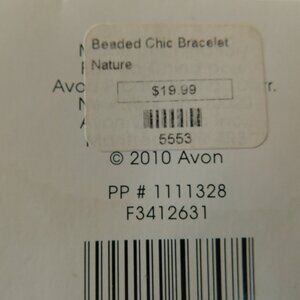 Beaded Chic Bracelet
Nature
$19.99
5553
© 2010 Avon
PP # 1111328
F3412631